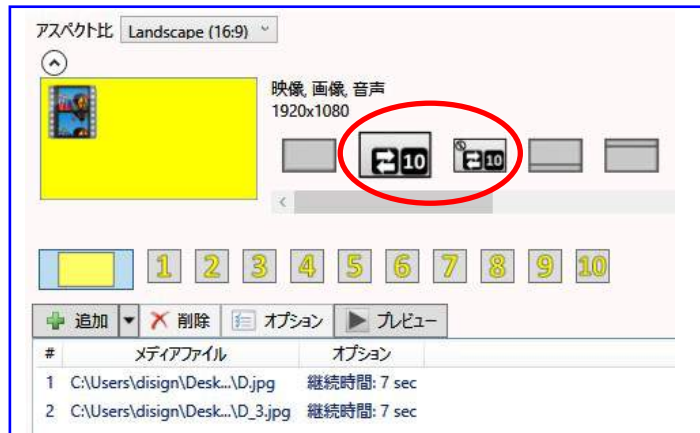 アスペクト比 Landscape (16:9)
映像, 画像, 音声
1920x1080
10 10
1 2 3 4 5 6 7 8 9 10
追加 削除 オプション プレビュー
# メディアファイル オプション
1 C:\Users\disign\Desk...\D.jpg 継続時間: 7 sec
2 C:\Users\disign\Desk...\D_3.jpg 継続時間: 7 sec